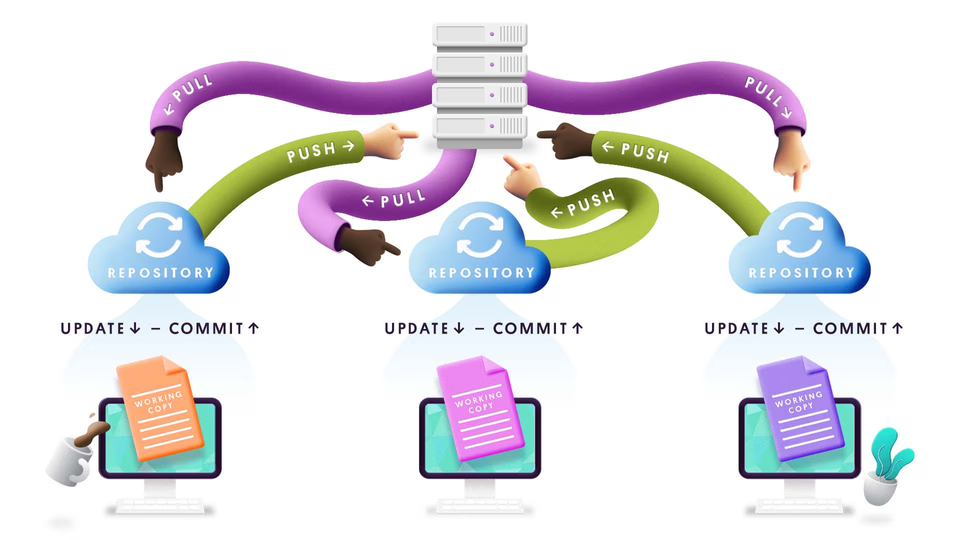 ← PULL
PULL →
PUSH →
← PUSH
← PULL
← PUSH
REPOSITORY
REPOSITORY
REPOSITORY
UPDATE ↓ – COMMIT ↑
UPDATE ↓ – COMMIT ↑
UPDATE ↓ – COMMIT ↑
WORKING
COPY
WORKING
COPY
WORKING
COPY